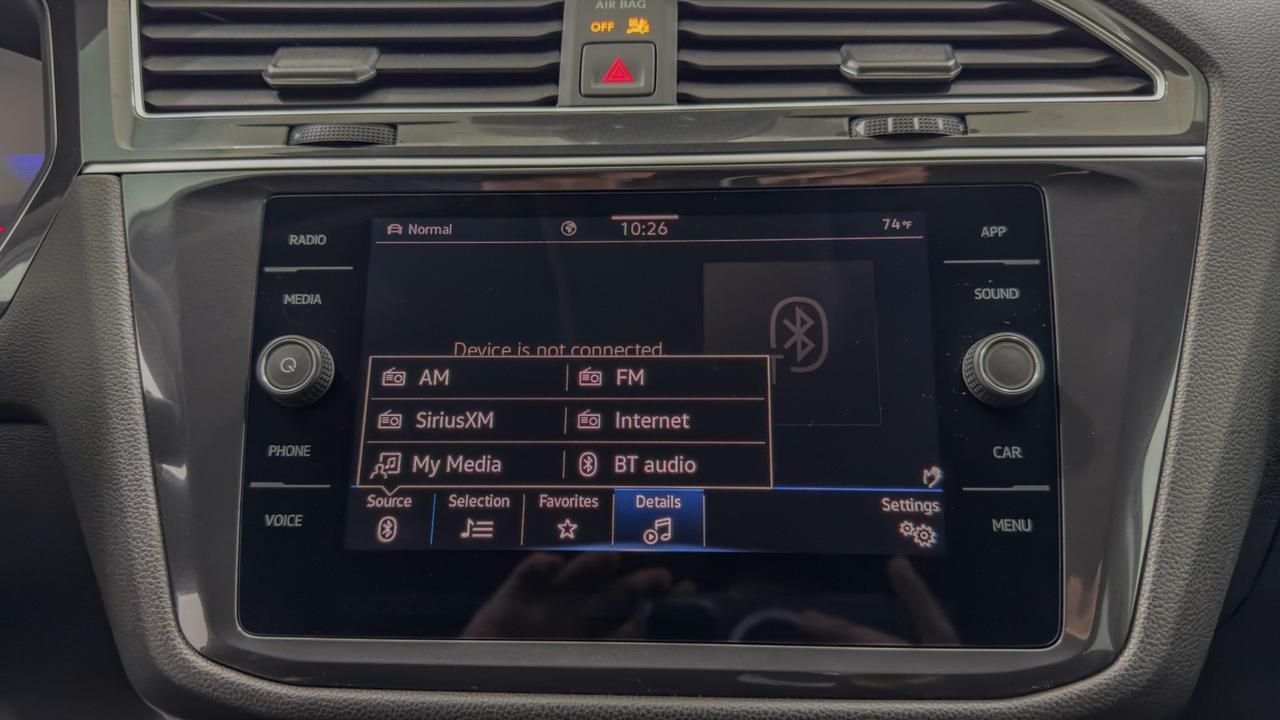 AIR BAG
OFF
RADIO
MEDIA
PHONE
VOICE
Normal
10:26
74°F
Device is not connected.
AM
FM
SiriusXM
Internet
My Media
BT audio
Source
Selection
Favorites
Details
Settings
APP
SOUND
CAR
MENU